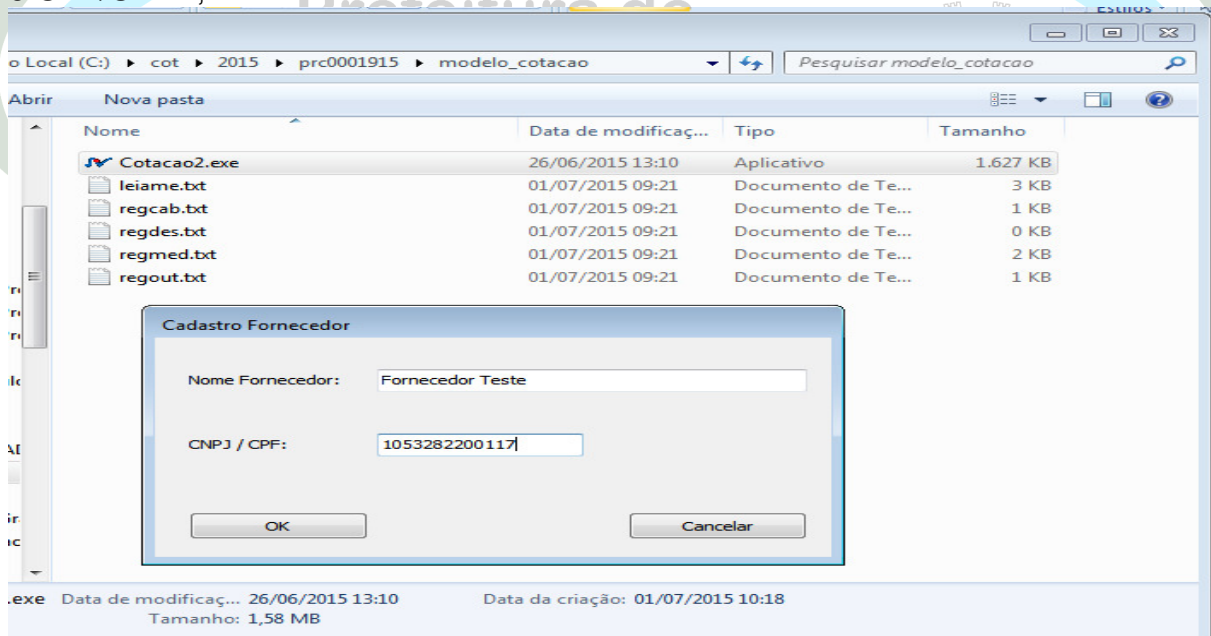 Prefeitura de
Estilos
o Local (C:) ▸ cot ▸ 2015 ▸ prc0001915 ▸ modelo_cotacao
Pesquisar modelo_cotacao
Abrir Nova pasta
Nome Data de modificaç... Tipo Tamanho
Cotacao2.exe 26/06/2015 13:10 Aplicativo 1.627 KB
leiame.txt 01/07/2015 09:21 Documento de Te... 3 KB
regcab.txt 01/07/2015 09:21 Documento de Te... 1 KB
regdes.txt 01/07/2015 09:21 Documento de Te... 0 KB
regmed.txt 01/07/2015 09:21 Documento de Te... 2 KB
regout.txt 01/07/2015 09:21 Documento de Te... 1 KB
Cadastro Fornecedor
Nome Fornecedor: Fornecedor Teste
CNPJ / CPF: 1053282200117
OK Cancelar
.exe Data de modificaç... 26/06/2015 13:10 Data da criação: 01/07/2015 10:18
Tamanho: 1,58 MB